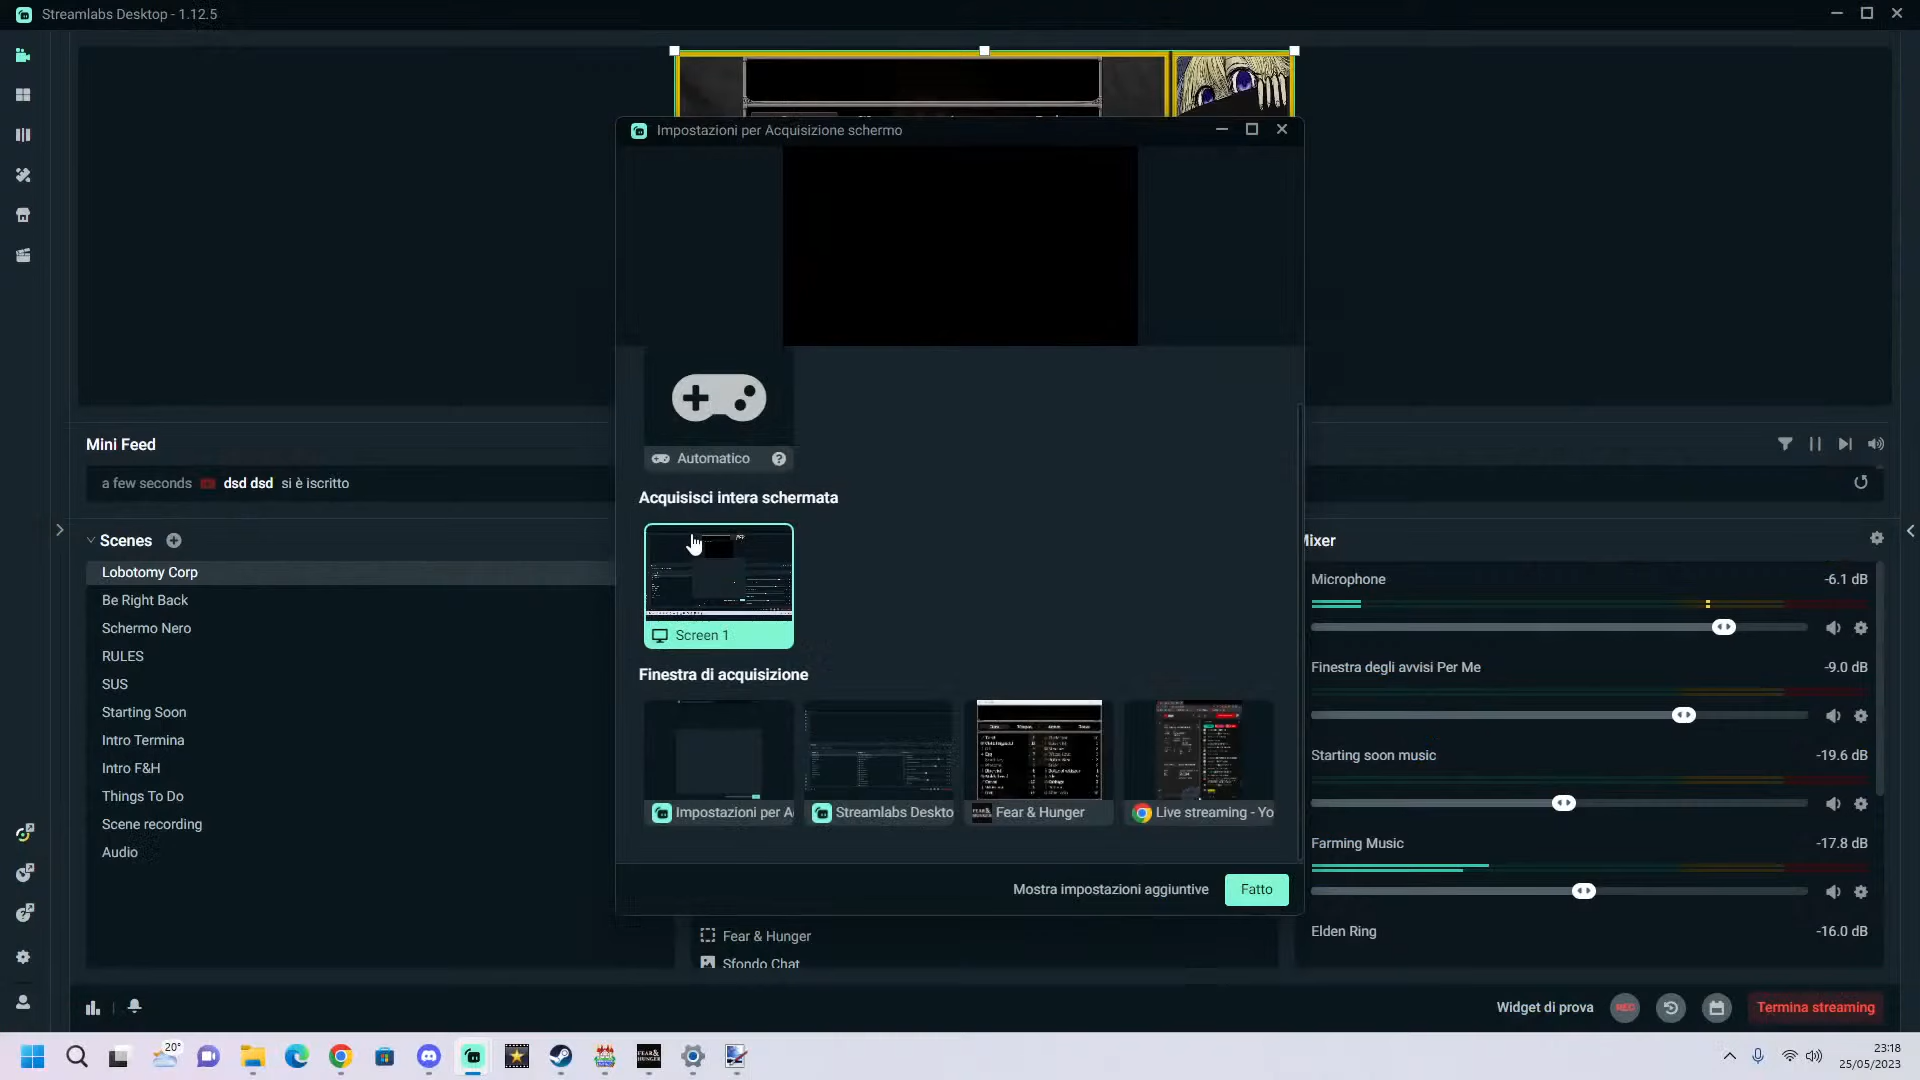 Streamlabs Desktop - 1.12.5
Impostazioni per Acquisizione schermo
Automatico
Acquisisci intera schermata
Screen 1
Finestra di acquisizione
Impostazioni per A
Streamlabs Deskto
Fear & Hunger
Live streaming - Yo
Mostra impostazioni aggiuntive
Fatto
Mini Feed
a few seconds dsd dsd si è iscritto
Scenes
Lobotomy Corp
Be Right Back
Schermo Nero
RULES
SUS
Starting Soon
Intro Termina
Intro F&H
Things To Do
Scene recording
Audio
Fear & Hunger
Sfondo Chat
Mixer
Microphone -6.1 dB
Finestra degli avvisi Per Me -9.0 dB
Starting soon music -19.6 dB
Farming Music -17.8 dB
Elden Ring -16.0 dB
Widget di prova
REC
Termina streaming
20°
FEAR& HUNGER
23:18
25/05/2023